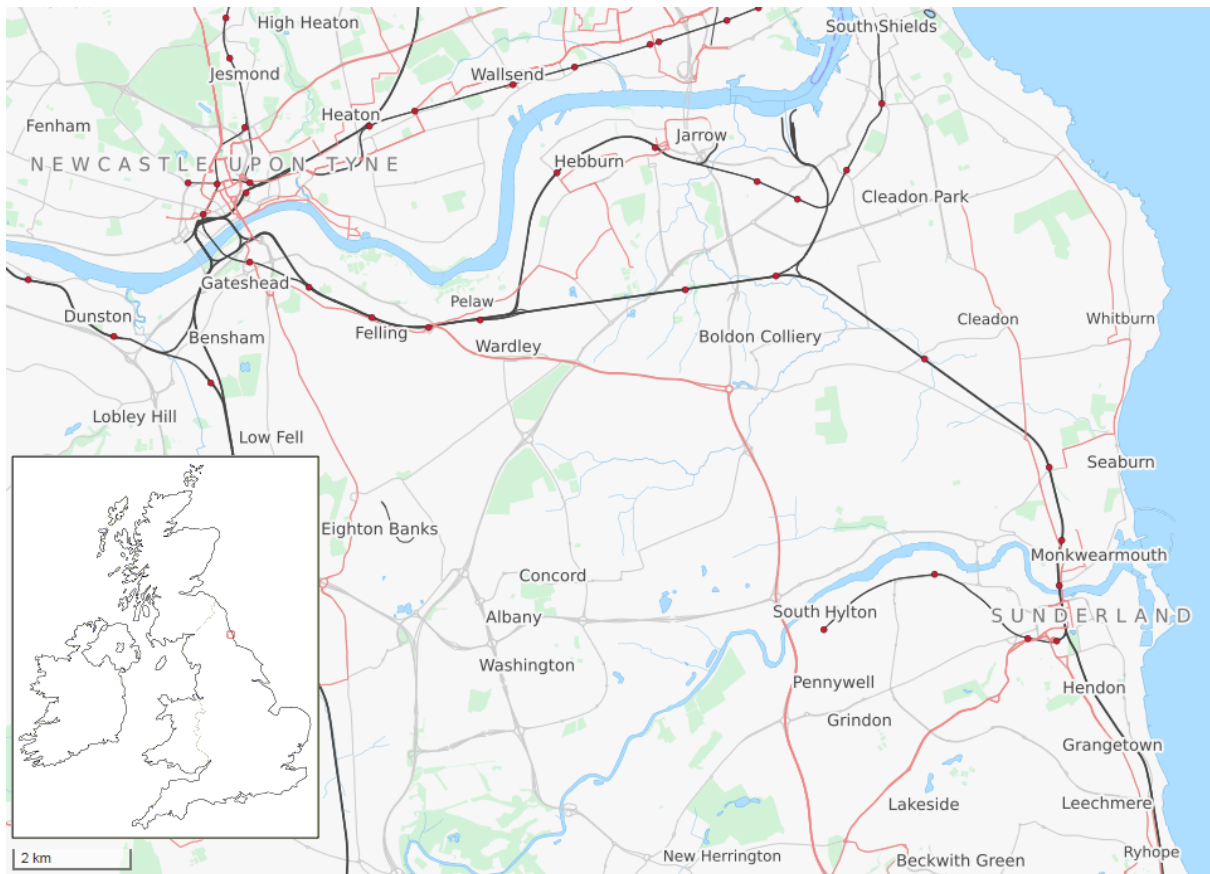 High Heaton
South Shields
Jesmond
Wallsend
Heaton
Fenham
Jarrow
NEWCASTLE UPON TYNE
Hebburn
Cleadon Park
Gateshead
Pelaw
Dunston
Cleadon
Whitburn
Felling
Bensham
Wardley
Boldon Colliery
Lobley Hill
Low Fell
Seaburn
Eighton Banks
Monkwearmouth
Concord
South Hylton
Albany
SUNDERLAND
Washington
Pennywell
Hendon
Grindon
Grangetown
Lakeside
Leechmere
2 km
New Herrington
Beckwith Green
Ryhope